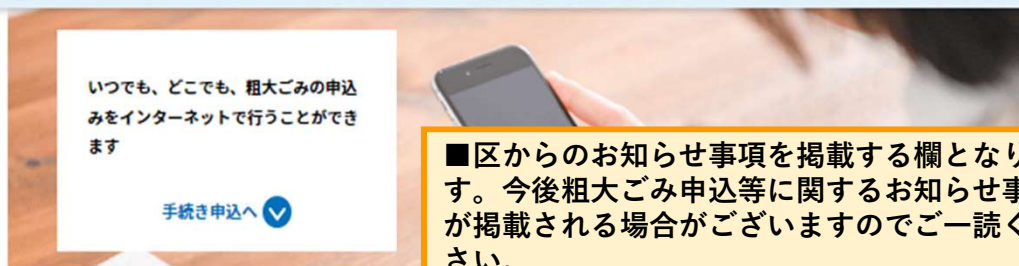 いつでも、どこでも、粗大ごみの申込
みをインターネットで行うことができ
ます
手続き申込へ
■区からのお知らせ事項を掲載する欄となり
す。今後粗大ごみ申込等に関するお知らせ事
が掲載される場合がございますのでご一読く
さい。